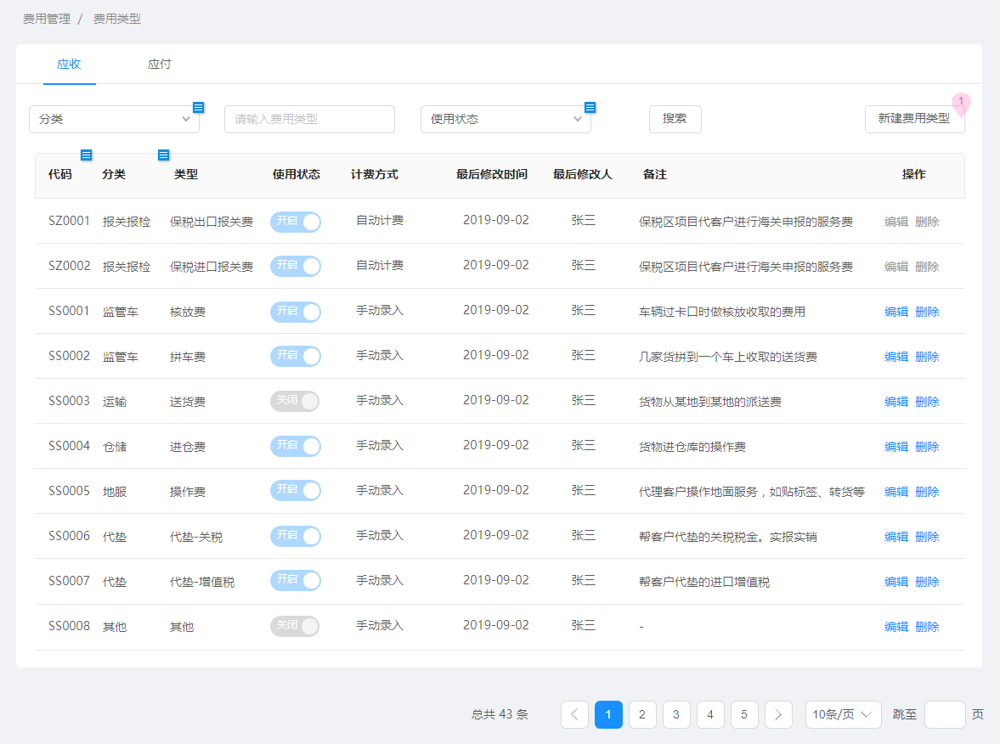 费用管理 / 费用类型
应收 应付
分类 请输入费用类型 使用状态 搜索 新建费用类型 1
代码 分类 类型 使用状态 计费方式 最后修改时间 最后修改人 备注 操作
SZ0001 报关报检 保税出口报关费 开启 自动计费 2019-09-02 张三 保税区项目代客户进行海关申报的服务费 编辑 删除
SZ0002 报关报检 保税进口报关费 开启 自动计费 2019-09-02 张三 保税区项目代客户进行海关申报的服务费 编辑 删除
SS0001 监管车 核放费 开启 手动录入 2019-09-02 张三 车辆过卡口时做核放收取的费用 编辑 删除
SS0002 监管车 拼车费 开启 手动录入 2019-09-02 张三 几家货拼到一个车上收取的送货费 编辑 删除
SS0003 运输 送货费 关闭 手动录入 2019-09-02 张三 货物从某地到某地的派送费 编辑 删除
SS0004 仓储 进仓费 开启 手动录入 2019-09-02 张三 货物进仓库的操作费 编辑 删除
SS0005 地服 操作费 开启 手动录入 2019-09-02 张三 代理客户操作地面服务，如贴标签、转货等 编辑 删除
SS0006 代垫 代垫-关税 开启 手动录入 2019-09-02 张三 帮客户代垫的关税税金。实报实销 编辑 删除
SS0007 代垫 代垫-增值税 开启 手动录入 2019-09-02 张三 帮客户代垫的进口增值税 编辑 删除
SS0008 其他 其他 关闭 手动录入 2019-09-02 张三 - 编辑 删除
总共 43 条 1 2 3 4 5 10条/页 跳至 页